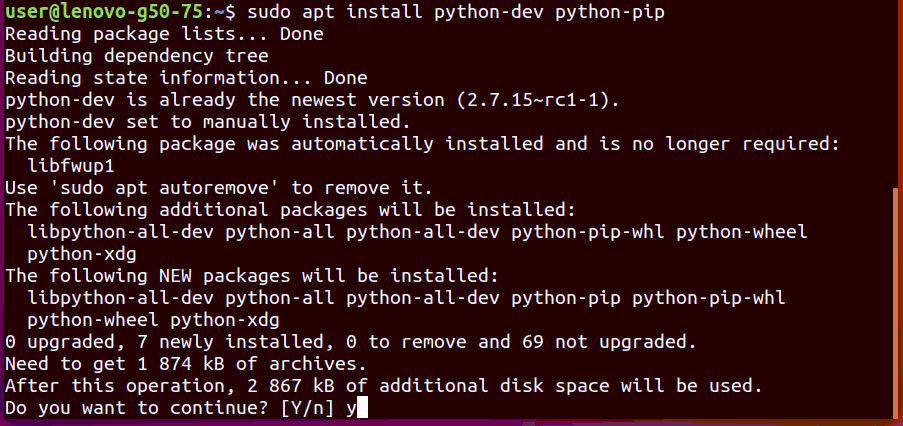 user@lenovo-g50-75:~$ sudo apt install python-dev python-pip
Reading package lists... Done
Building dependency tree
Reading state information... Done
python-dev is already the newest version (2.7.15~rc1-1).
python-dev set to manually installed.
The following package was automatically installed and is no longer required:
  libfwup1
Use 'sudo apt autoremove' to remove it.
The following additional packages will be installed:
  libpython-all-dev python-all python-all-dev python-pip-whl python-wheel
  python-xdg
The following NEW packages will be installed:
  libpython-all-dev python-all python-all-dev python-pip python-pip-whl
  python-wheel python-xdg
0 upgraded, 7 newly installed, 0 to remove and 69 not upgraded.
Need to get 1 874 kB of archives.
After this operation, 2 867 kB of additional disk space will be used.
Do you want to continue? [Y/n] y